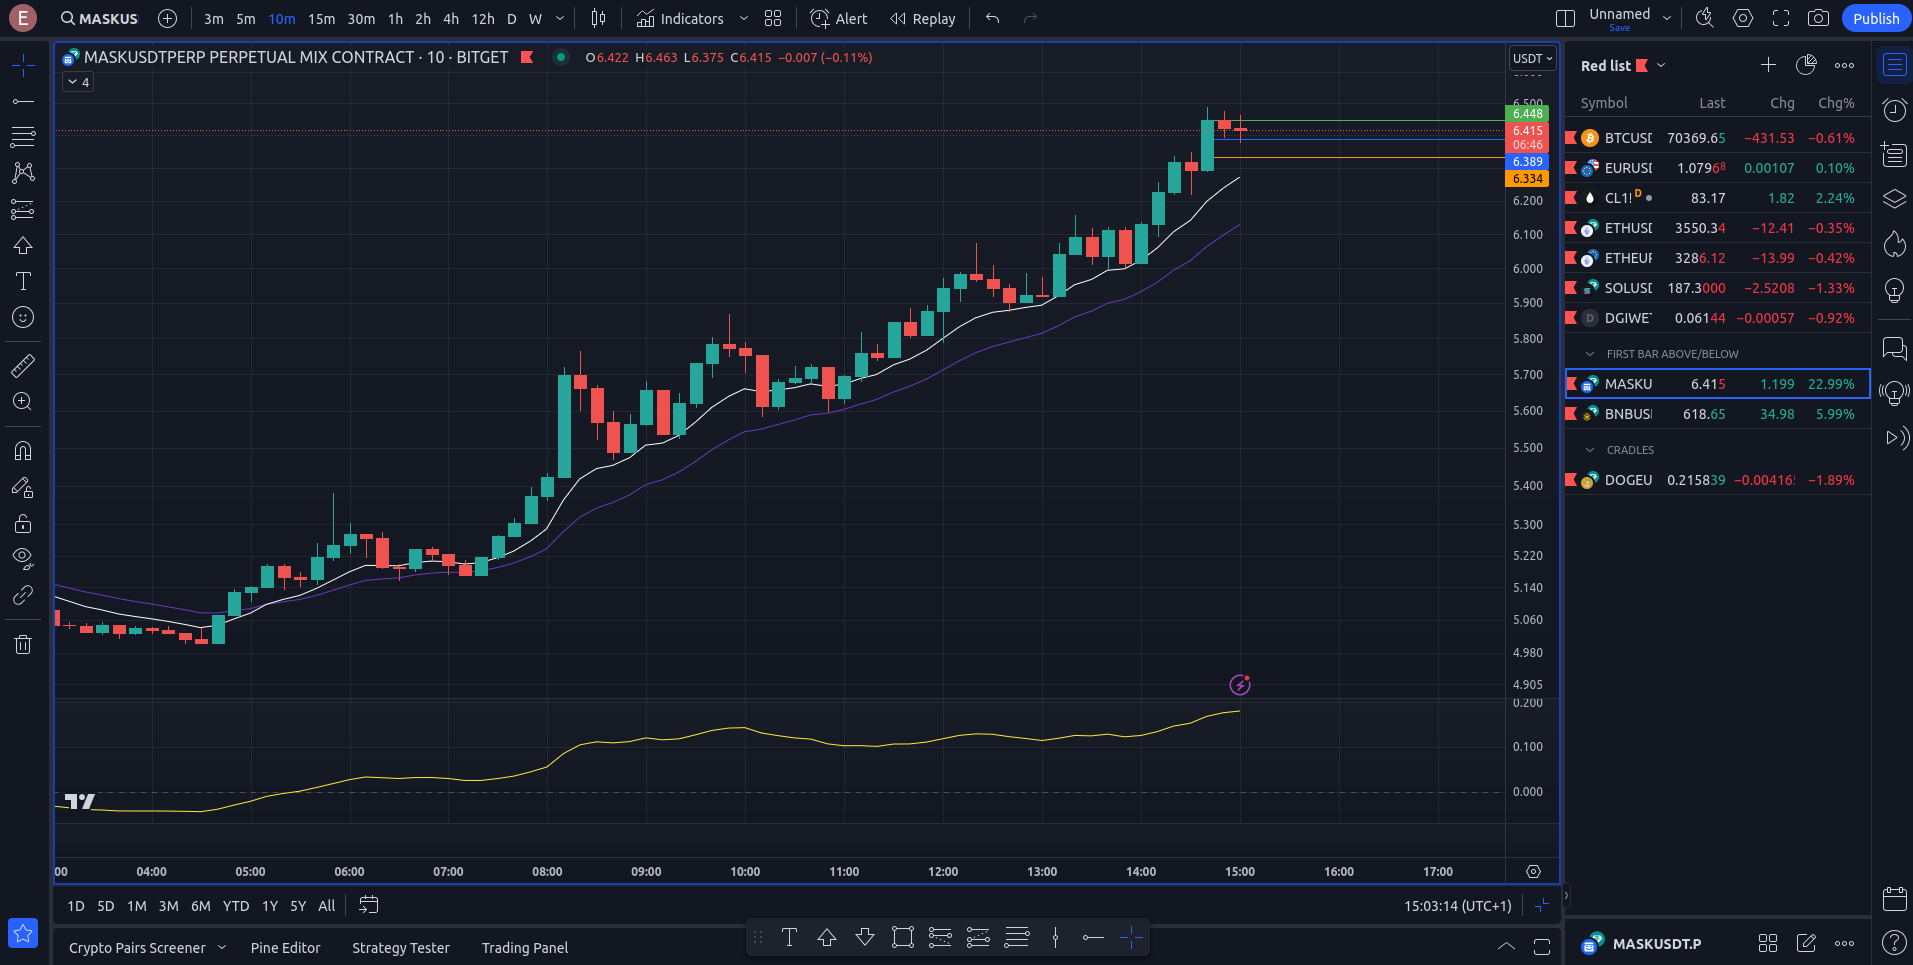 E
MASKUS
3m 5m 10m 15m 30m 1h 2h 4h 12h D W
Indicators
Alert
Replay
Unnamed
Save
Publish
MASKUSDTPERP PERPETUAL MIX CONTRACT · 10 · BITGET
O6.422 H6.463 L6.375 C6.415 −0.007 (−0.11%)
4
USDT
6.500
6.448
6.415
06:46
6.389
6.334
6.200
6.100
6.000
5.900
5.800
5.700
5.600
5.500
5.400
5.300
5.220
5.140
5.060
4.980
4.905
0.200
0.100
0.000
00 04:00 05:00 06:00 07:00 08:00 09:00 10:00 11:00 12:00 13:00 14:00 15:00 16:00 17:00
1D 5D 1M 3M 6M YTD 1Y 5Y All
15:03:14 (UTC+1)
Crypto Pairs Screener
Pine Editor
Strategy Tester
Trading Panel
Red list
Symbol Last Chg Chg%
BTCUSD 70369.65 −431.53 −0.61%
EURUSD 1.07968 0.00107 0.10%
CL1! D 83.17 1.82 2.24%
ETHUSD 3550.34 −12.41 −0.35%
ETHEUR 3286.12 −13.99 −0.42%
SOLUSD 187.3000 −2.5208 −1.33%
D DGIWE 0.06144 −0.00057 −0.92%
FIRST BAR ABOVE/BELOW
MASKU 6.415 1.199 22.99%
BNBUS 618.65 34.98 5.99%
CRADLES
DOGEU 0.215839 −0.004165 −1.89%
MASKUSDT.P